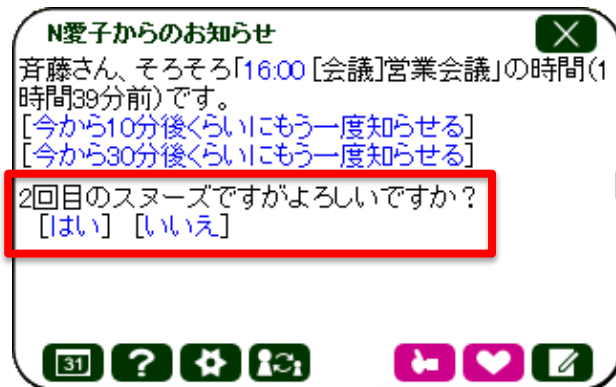 N愛子からのお知らせ
斉藤さん、そろそろ「16:00 [会議]営業会議」の時間(1
時間39分前)です。
[今から10分後くらいにもう一度知らせる]
[今から30分後くらいにもう一度知らせる]
2回目のスヌーズですがよろしいですか？
[はい] [いいえ]
31
?